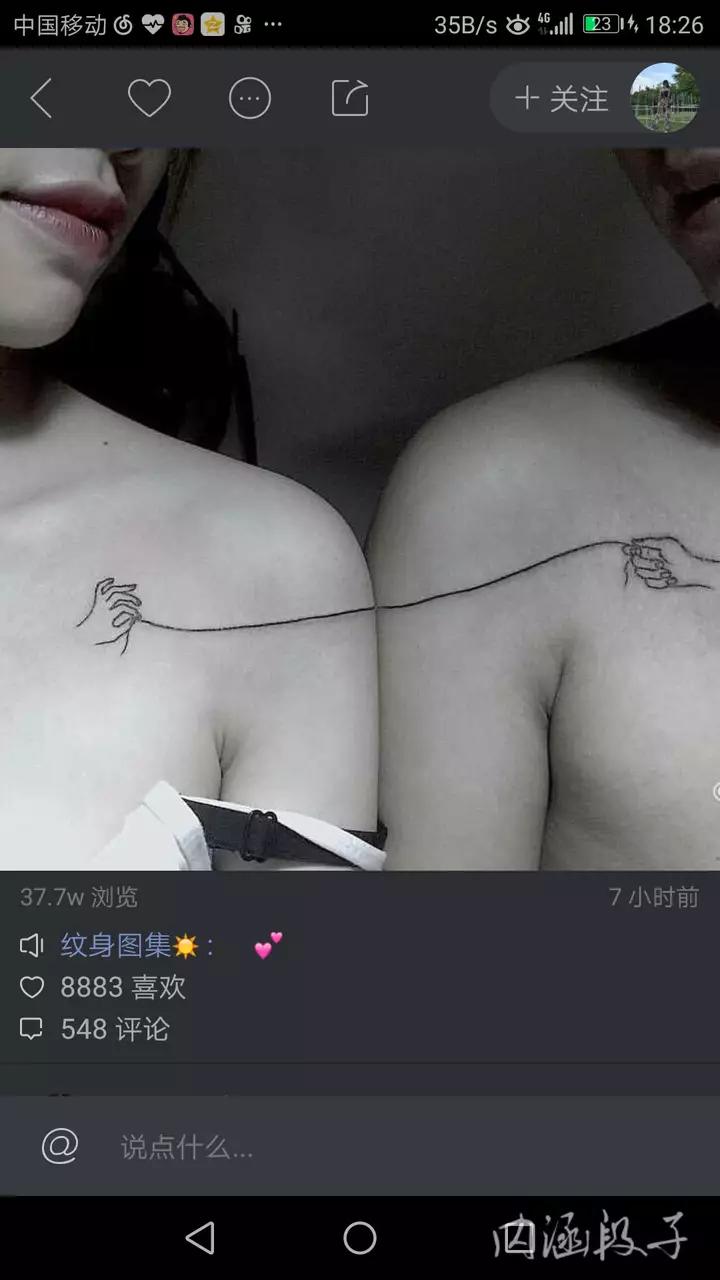 中国移动 ... 35B/s 4G 23 18:26
+ 关注
37.7w 浏览 7 小时前
纹身图集☀️： 💕
8883 喜欢
548 评论
@ 说点什么...
内涵段子